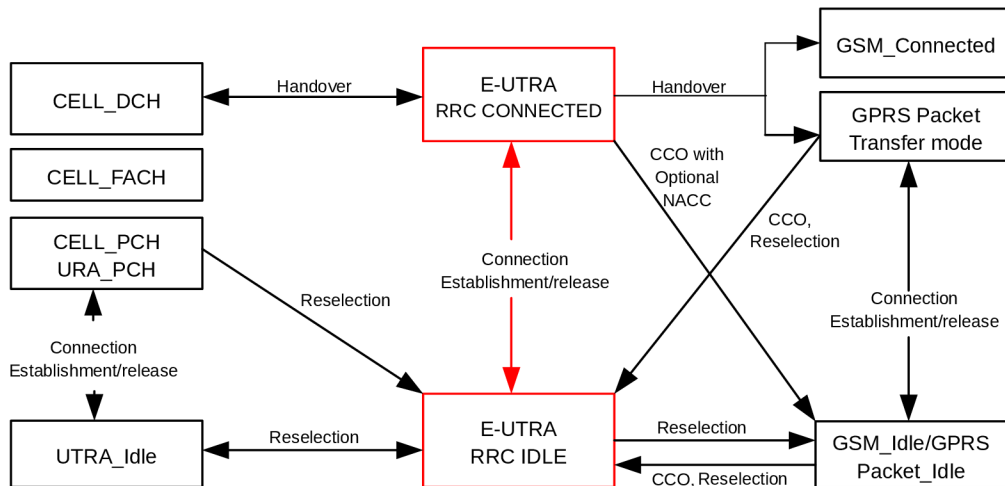 GSM_Connected
E-UTRA
RRC CONNECTED
CELL_DCH
Handover
Handover
GPRS Packet
Transfer mode
CELL_FACH
CCO with
Optional
NACC
CCO,
Reselection
CELL_PCH
URA_PCH
Connection
Establishment/release
Reselection
Connection
Establishment/release
Connection
Establishment/release
UTRA_Idle
Reselection
E-UTRA
RRC IDLE
Reselection
CCO, Reselection
GSM_Idle/GPRS
Packet_Idle